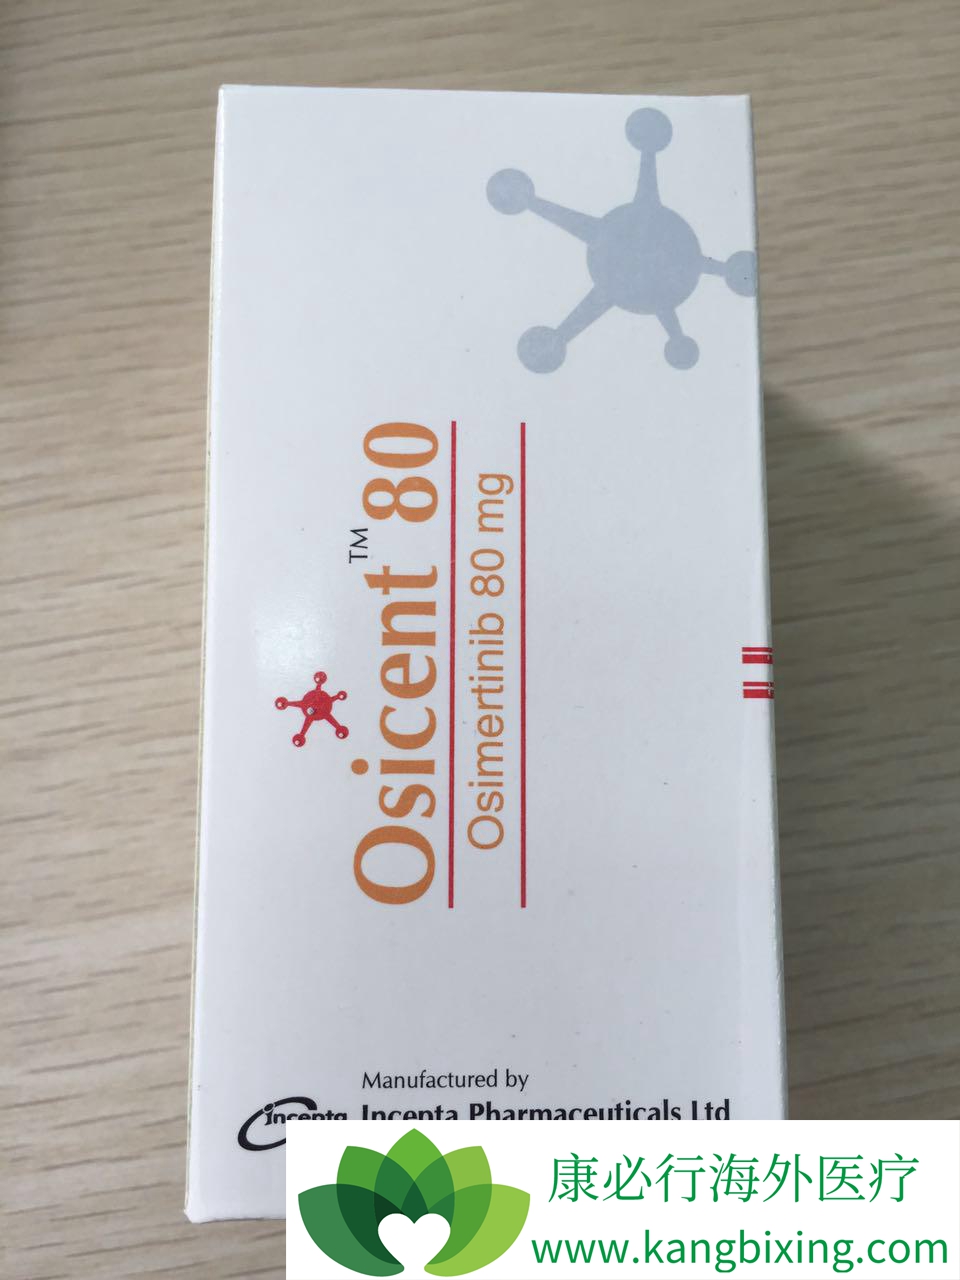 Osicent™ 80
Osimertinib 80 mg
Manufactured by
incepta Incepta Pharmaceuticals Ltd
康必行海外医疗
www.kangbixing.com